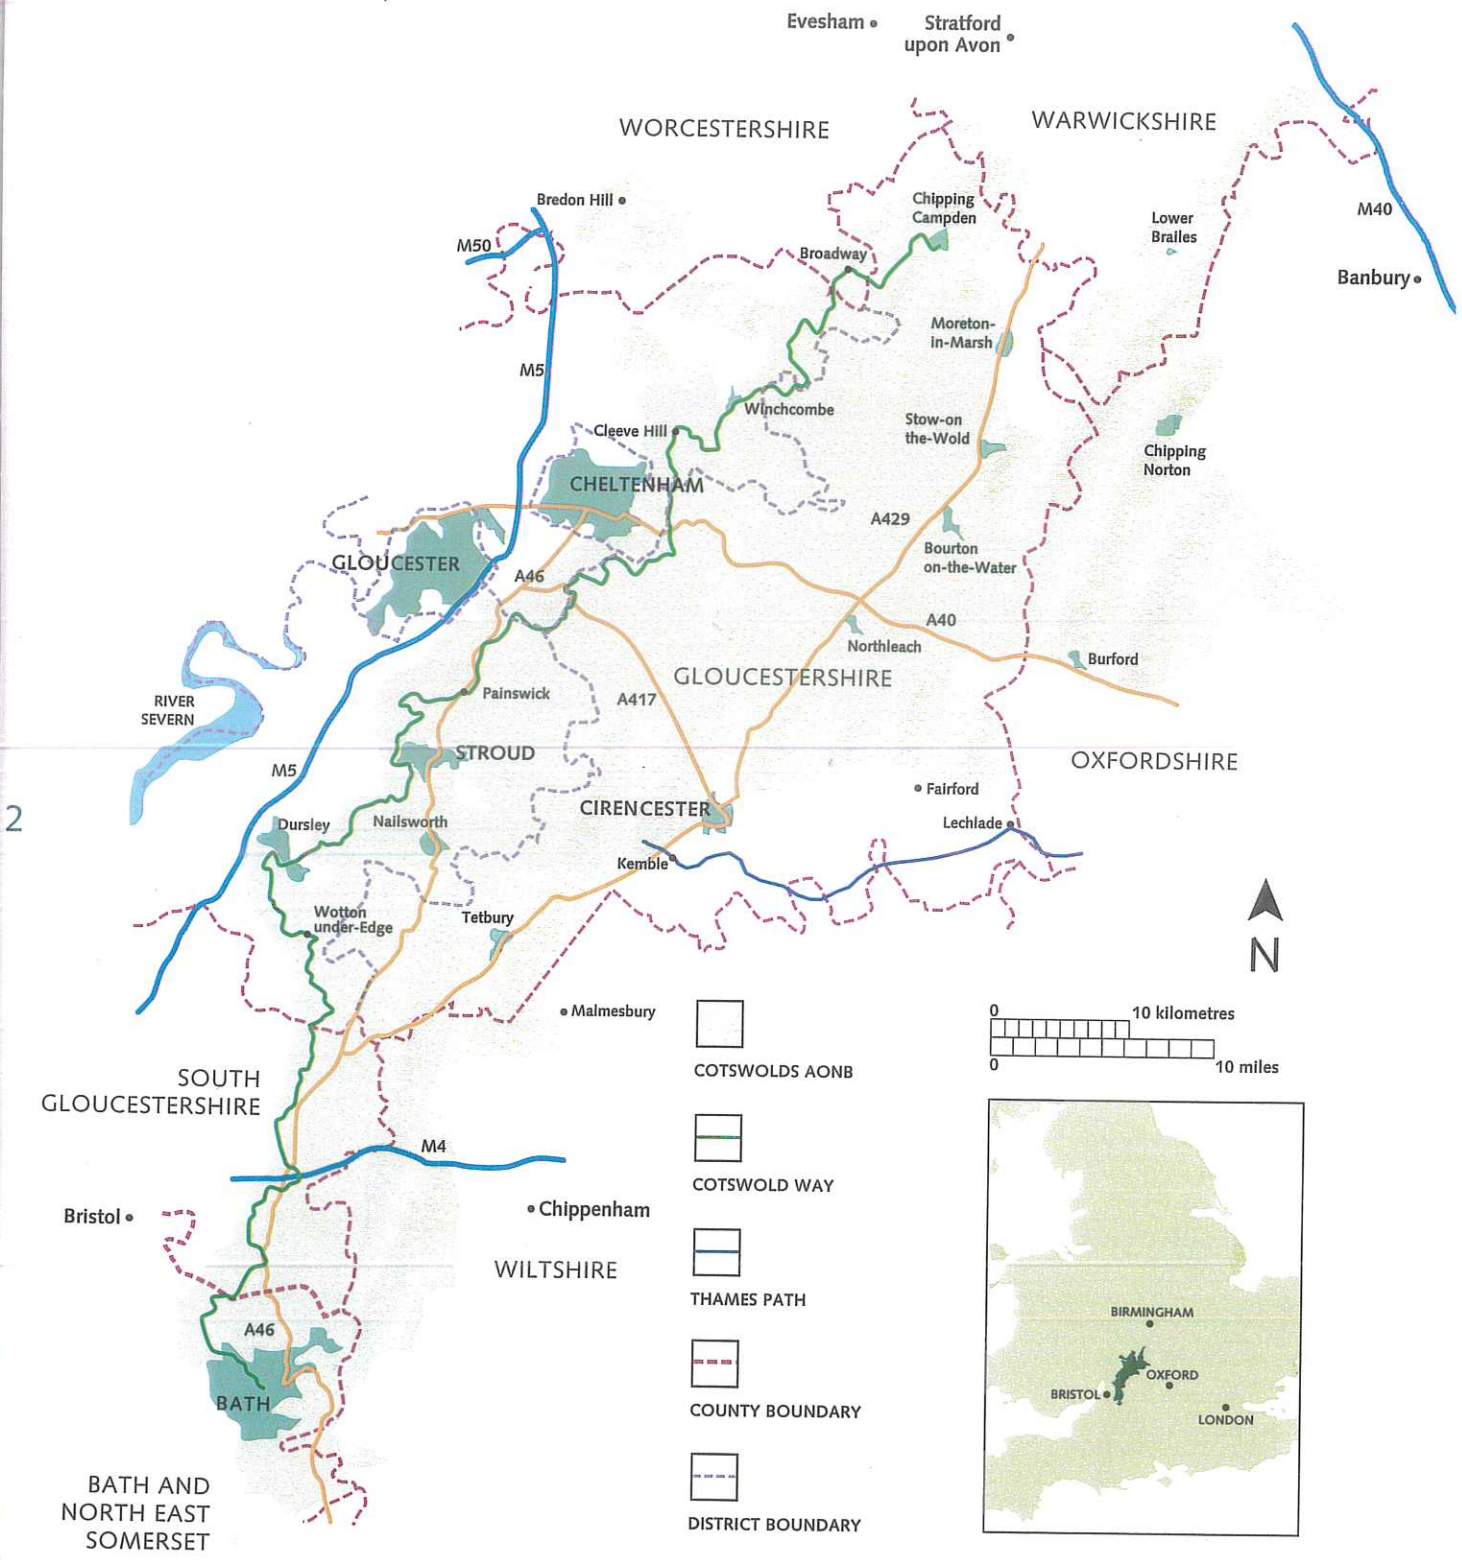 Evesham
Stratford
upon Avon
WORCESTERSHIRE
WARWICKSHIRE
Bredon Hill
M50
Chipping
Campden
Lower
Brailes
M40
Broadway
Banbury
Moreton-
in-Marsh
M5
Winchcombe
Stow-on
the-Wold
Cleeve Hill
Chipping
Norton
CHELTENHAM
A429
GLOUCESTER
Bourton
on-the-Water
A46
A40
Northleach
Burford
GLOUCESTERSHIRE
RIVER
SEVERN
Painswick
A417
STROUD
OXFORDSHIRE
M5
Fairford
2
CIRENCESTER
Dursley
Nailsworth
Lechlade
Kemble
Wotton
under-Edge
Tetbury
N
Malmesbury
0
10 kilometres
0
10 miles
COTSWOLDS AONB
SOUTH
GLOUCESTERSHIRE
M4
COTSWOLD WAY
Bristol
Chippenham
WILTSHIRE
THAMES PATH
A46
BATH
COUNTY BOUNDARY
BATH AND
NORTH EAST
SOMERSET
DISTRICT BOUNDARY
BIRMINGHAM
OXFORD
BRISTOL
LONDON